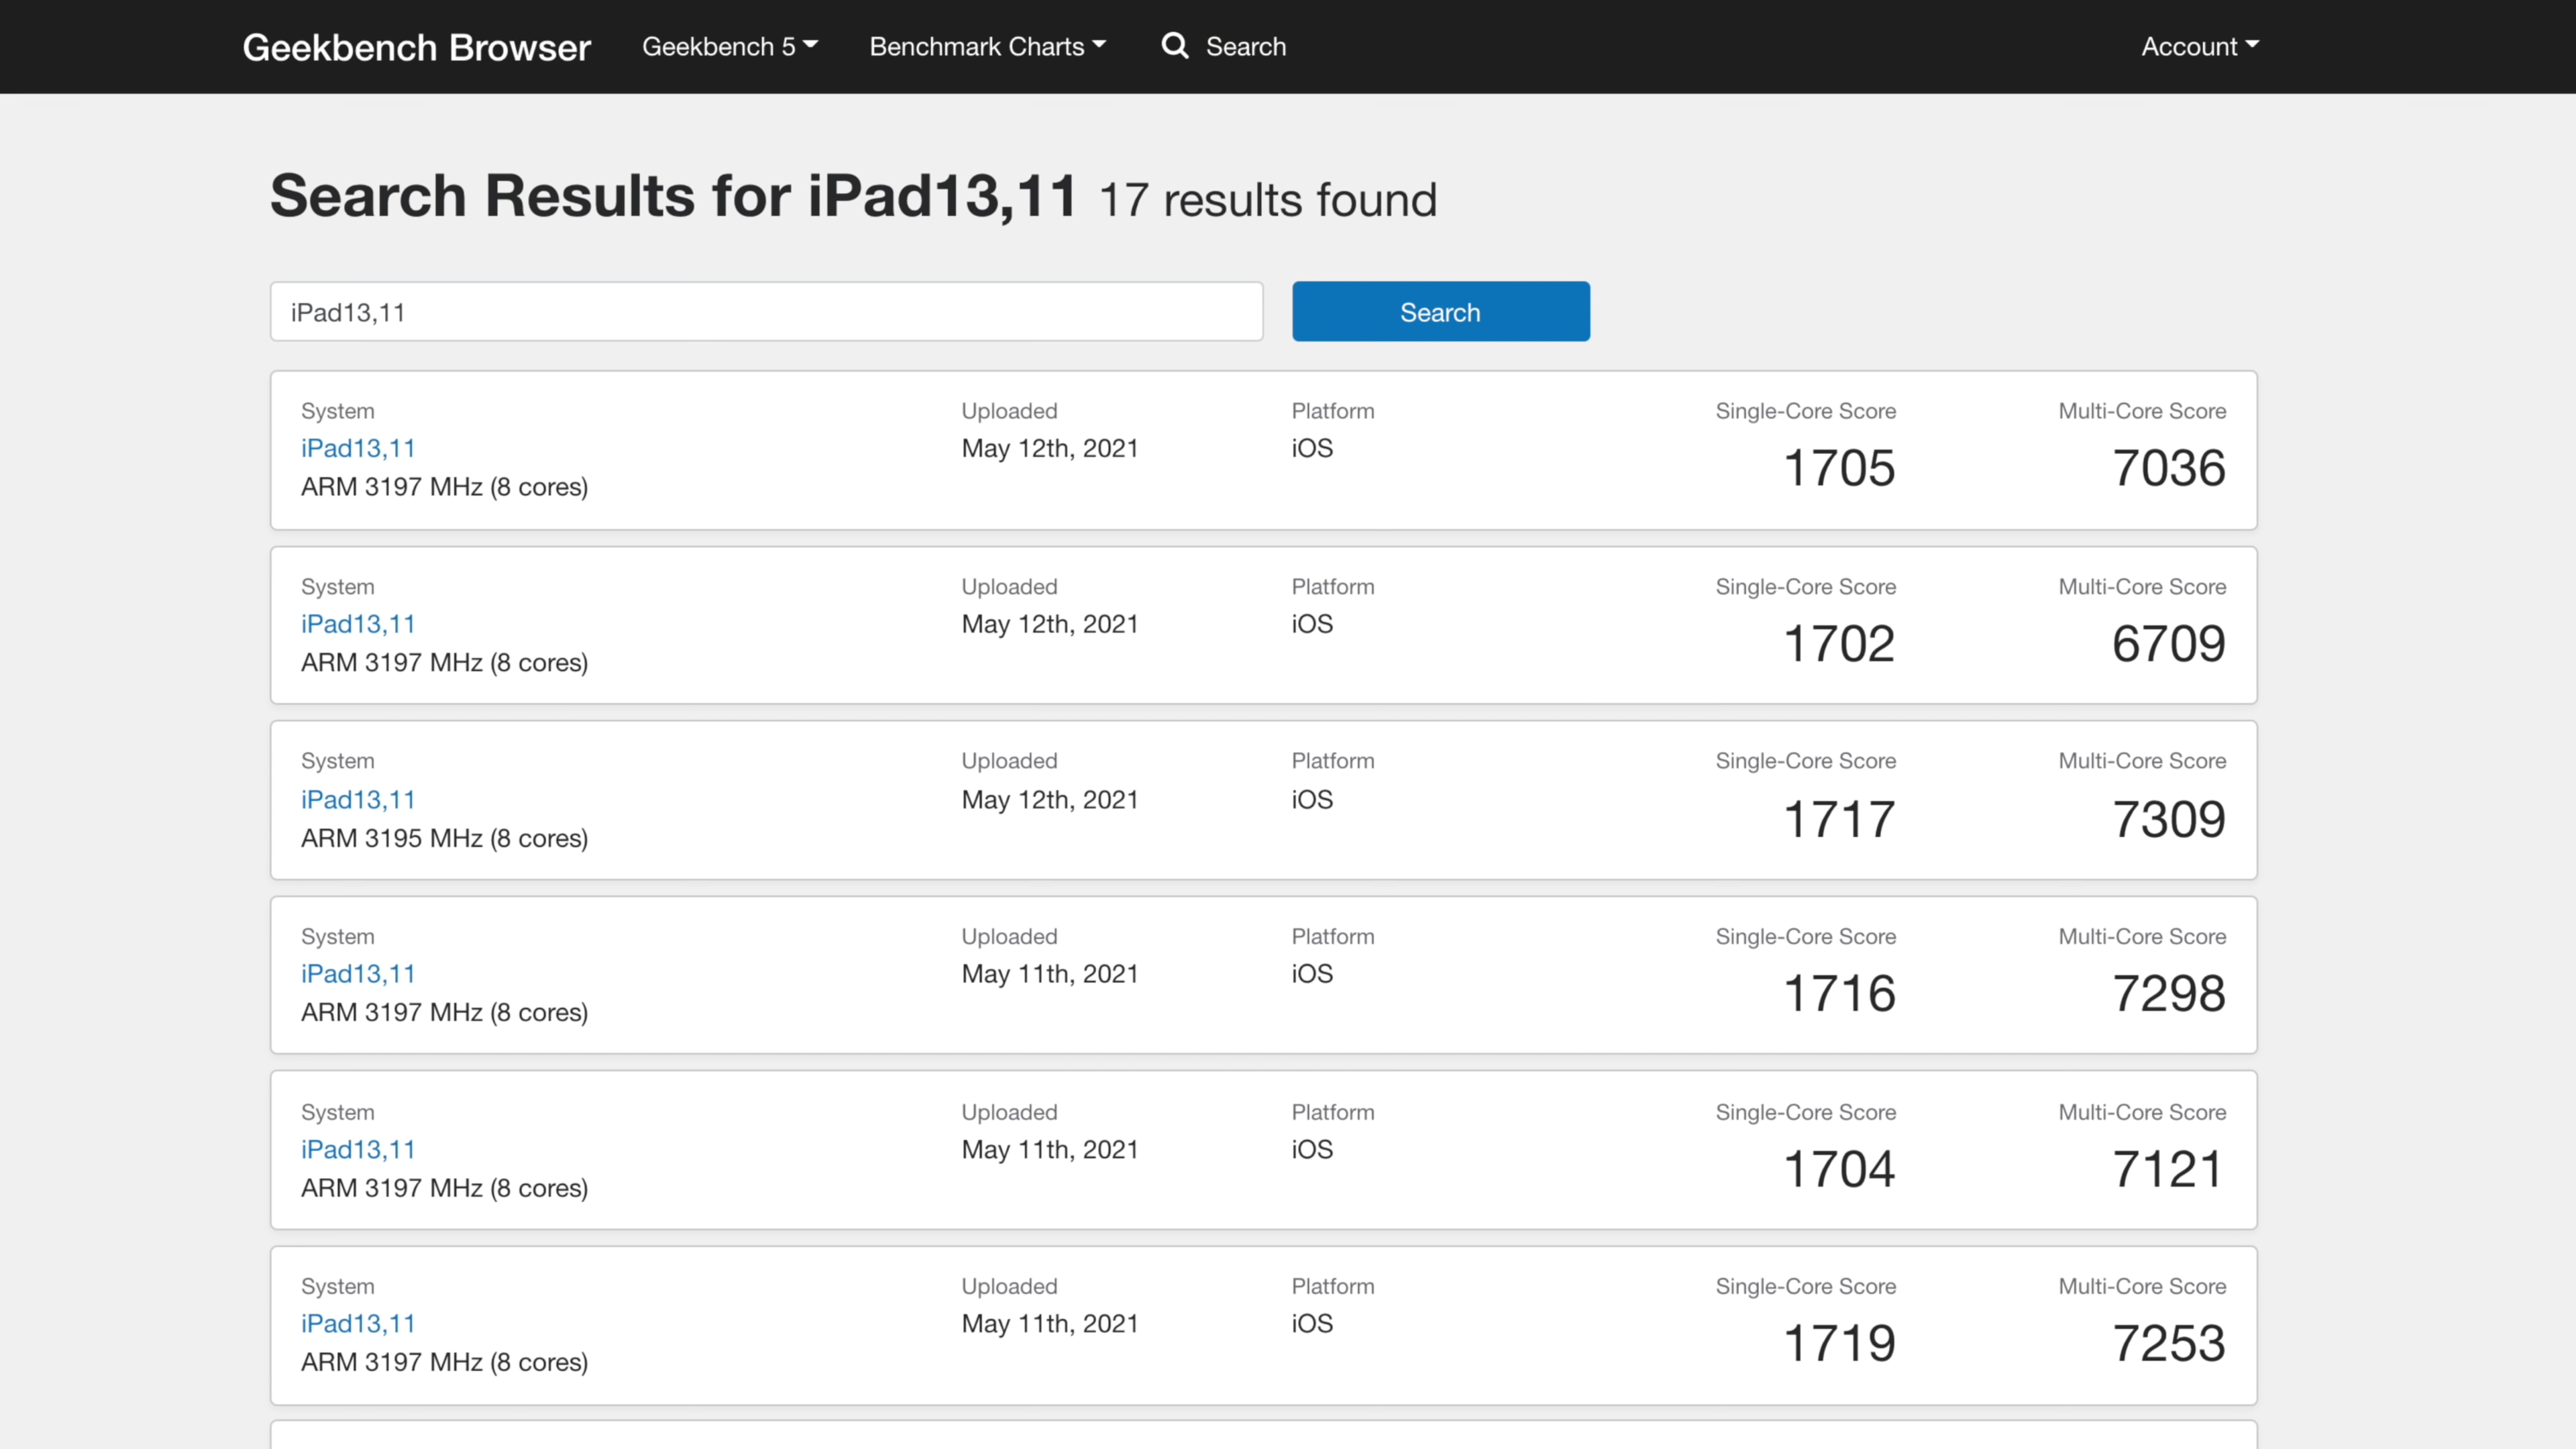 Geekbench Browser Geekbench 5 Benchmark Charts Search Account
Search Results for iPad13,11 17 results found
iPad13,11 Search
System Uploaded Platform Single-Core Score Multi-Core Score
iPad13,11 May 12th, 2021 iOS 1705 7036
ARM 3197 MHz (8 cores)
System Uploaded Platform Single-Core Score Multi-Core Score
iPad13,11 May 12th, 2021 iOS 1702 6709
ARM 3197 MHz (8 cores)
System Uploaded Platform Single-Core Score Multi-Core Score
iPad13,11 May 12th, 2021 iOS 1717 7309
ARM 3195 MHz (8 cores)
System Uploaded Platform Single-Core Score Multi-Core Score
iPad13,11 May 11th, 2021 iOS 1716 7298
ARM 3197 MHz (8 cores)
System Uploaded Platform Single-Core Score Multi-Core Score
iPad13,11 May 11th, 2021 iOS 1704 7121
ARM 3197 MHz (8 cores)
System Uploaded Platform Single-Core Score Multi-Core Score
iPad13,11 May 11th, 2021 iOS 1719 7253
ARM 3197 MHz (8 cores)